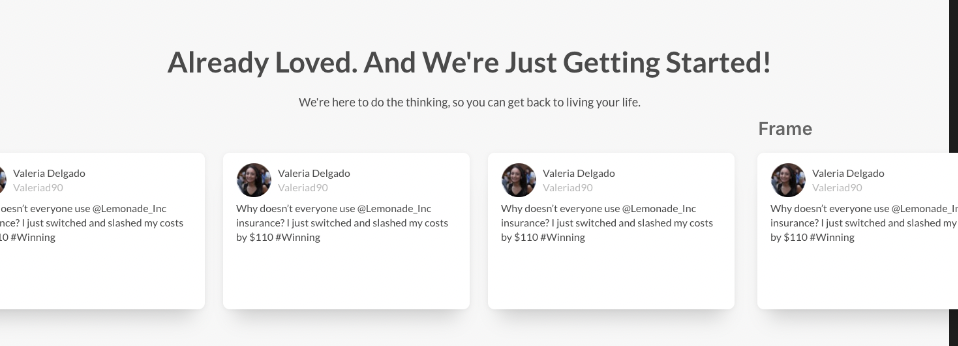 Already Loved. And We're Just Getting Started!
We're here to do the thinking, so you can get back to living your life.
Frame
Valeria Delgado
Valeriad90
oesn't everyone use @Lemonade_Inc
nce? I just switched and slashed my costs
10 #Winning
Valeria Delgado
Valeriad90
Why doesn't everyone use @Lemonade_Inc
insurance? I just switched and slashed my costs
by $110 #Winning
Valeria Delgado
Valeriad90
Why doesn't everyone use @Lemonade_Inc
insurance? I just switched and slashed my costs
by $110 #Winning
Valeria Delgado
Valeriad90
Why doesn't everyone use @Lemonade_In
insurance? I just switched and slashed my
by $110 #Winning